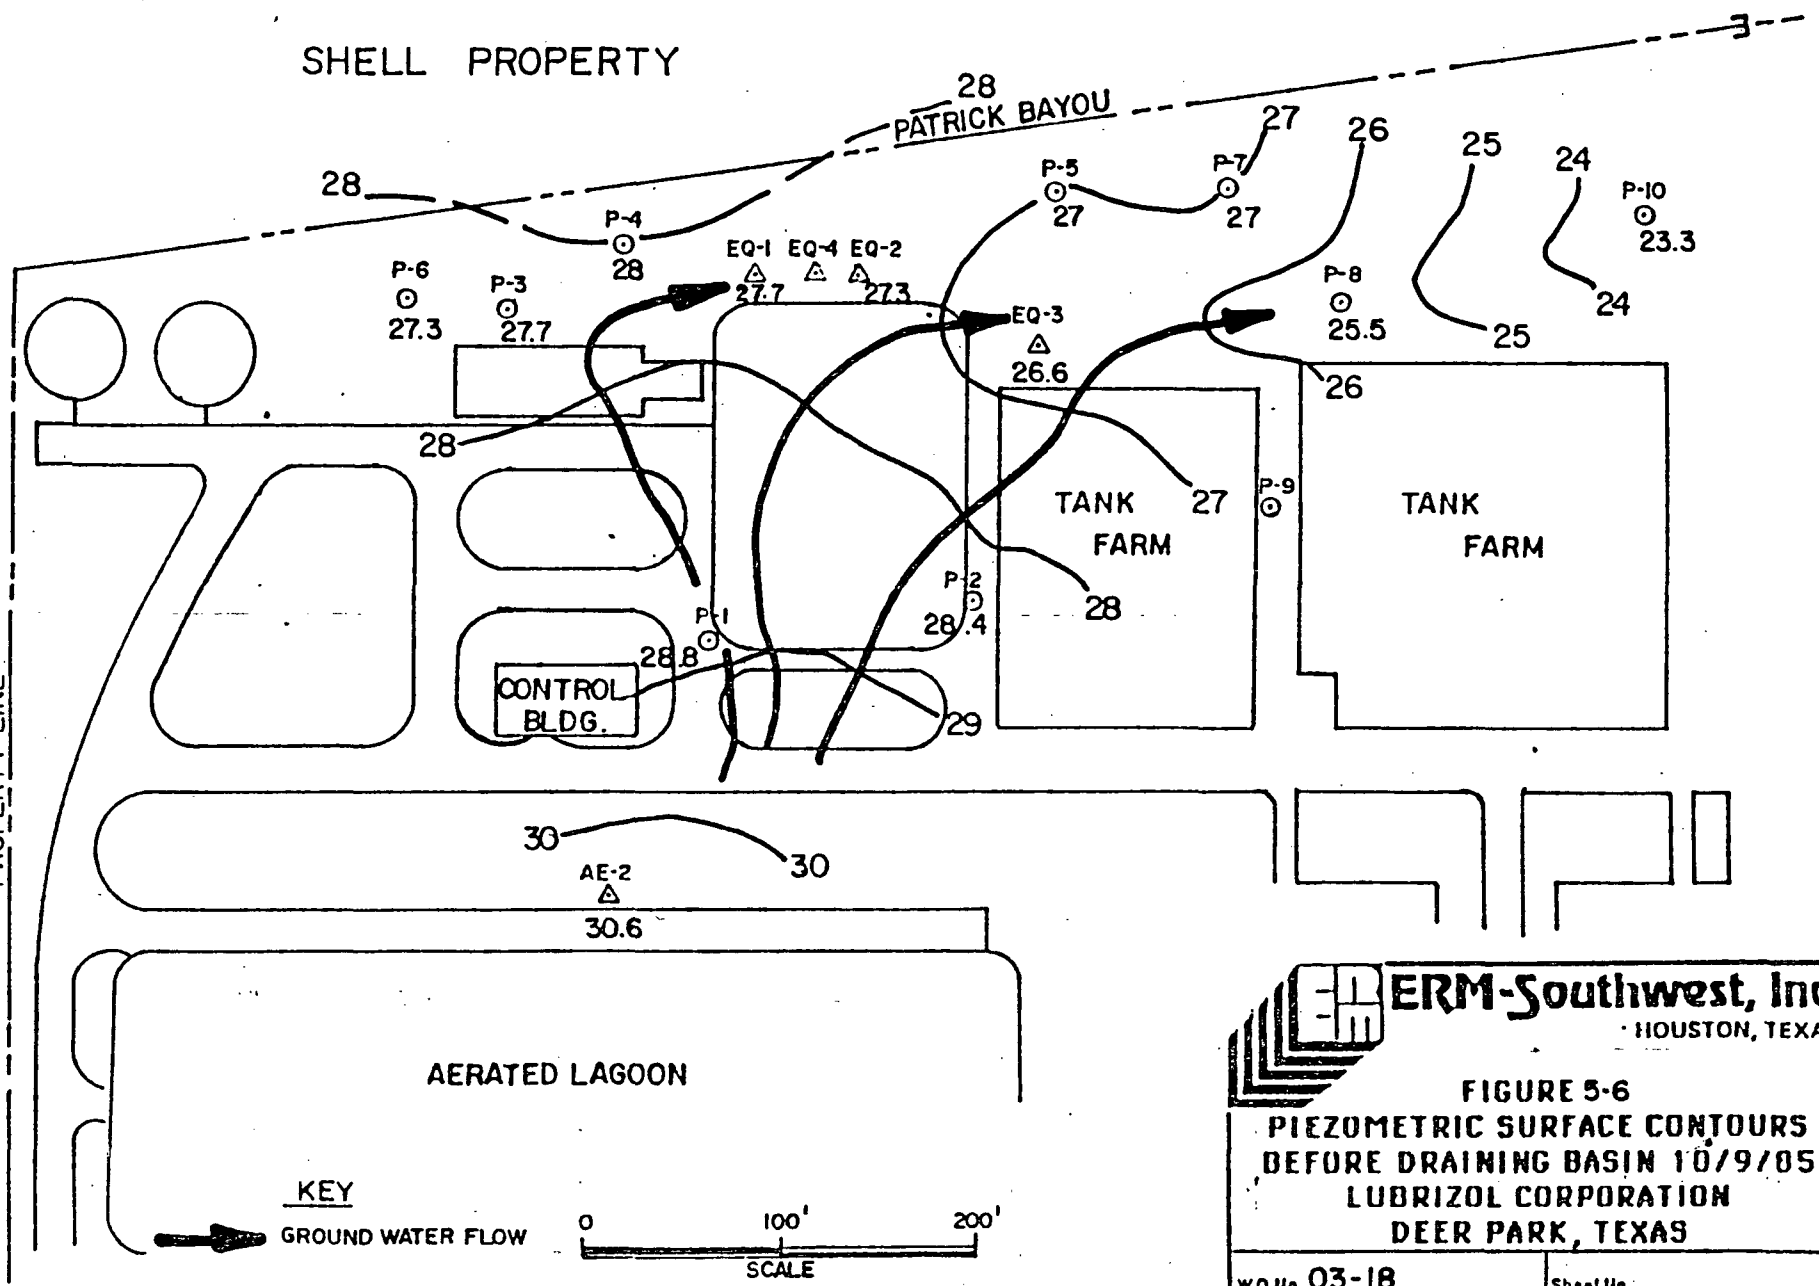 SHELL PROPERTY
28
PATRICK BAYOU
28
27
26
25
24
P-5
27
P-7
27
P-10
23.3
P-4
28
P-6
27.3
P-3
27.7
EQ-1
27.7
EQ-4
EQ-2
27.3
EQ-3
26.6
P-8
25.5
24
25
26
28
TANK
FARM
27
P-9
TANK
FARM
P-2
28.4
28
P-1
28.8
CONTROL
BLDG.
29
PROPERTY LINE
30
30
AE-2
30.6
AERATED LAGOON
KEY
GROUND WATER FLOW
0 100' 200'
SCALE
ERM-Southwest, Inc
HOUSTON, TEXA
FIGURE 5-6
PIEZOMETRIC SURFACE CONTOURS
BEFORE DRAINING BASIN 10/9/85
LUBRIZOL CORPORATION
DEER PARK, TEXAS
W.O.No. 03-18
Sheet No.